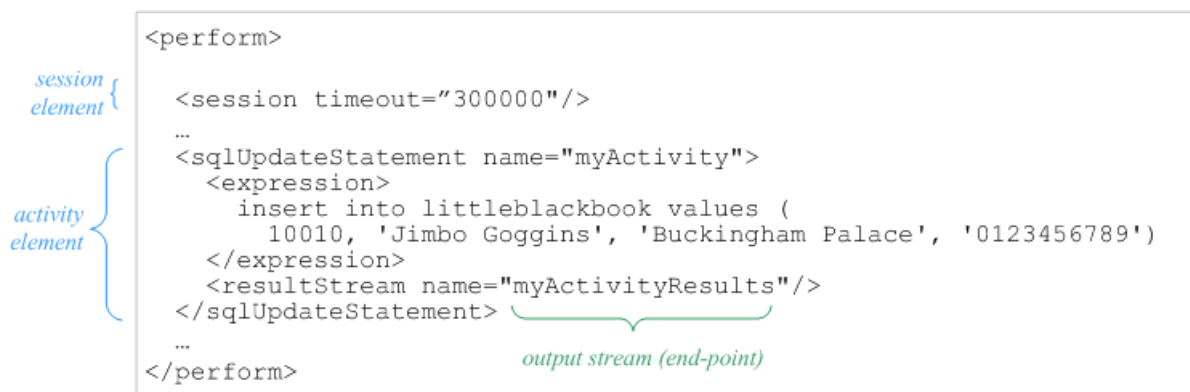 <perform>
session
element
<session timeout=”300000"/>
…
<sqlUpdateStatement name="myActivity">
<expression>
insert into littleblackbook values (
10010, 'Jimbo Goggins', 'Buckingham Palace', '0123456789')
</expression>
<resultStream name="myActivityResults"/>
</sqlUpdateStatement>
activity
element
…
output stream (end-point)
</perform>